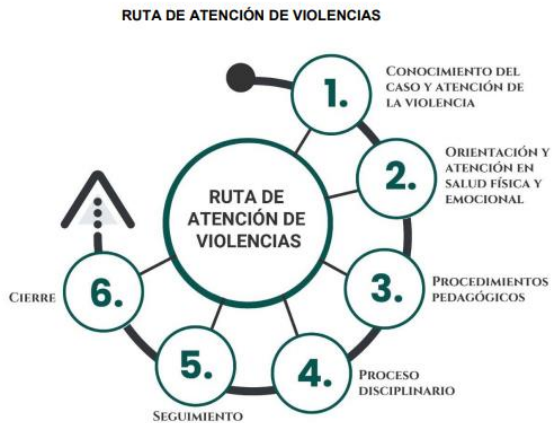 RUTA DE ATENCIÓN DE VIOLENCIAS
1.
CONOCIMIENTO DEL
CASO Y ATENCIÓN DE
LA VIOLENCIA
2.
ORIENTACIÓN Y
ATENCIÓN EN
SALUD FÍSICA Y
EMOCIONAL
RUTA DE
ATENCIÓN DE
VIOLENCIAS
3.
PROCEDIMIENTOS
PEDAGÓGICOS
4.
PROCESO
DISCIPLINARIO
5.
SEGUIMIENTO
6.
CIERRE